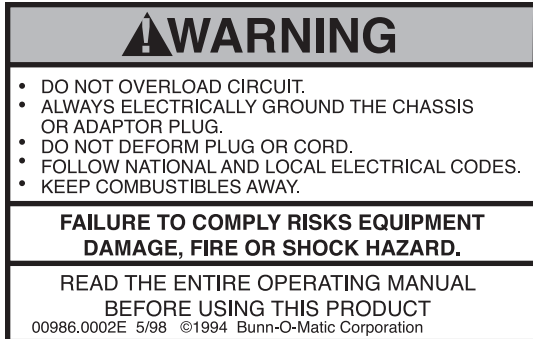 WARNING
• DO NOT OVERLOAD CIRCUIT.
• ALWAYS ELECTRICALLY GROUND THE CHASSIS
OR ADAPTOR PLUG.
• DO NOT DEFORM PLUG OR CORD.
• FOLLOW NATIONAL AND LOCAL ELECTRICAL CODES.
• KEEP COMBUSTIBLES AWAY.
FAILURE TO COMPLY RISKS EQUIPMENT
DAMAGE, FIRE OR SHOCK HAZARD.
READ THE ENTIRE OPERATING MANUAL
BEFORE USING THIS PRODUCT
00986.0002E 5/98 ©1994 Bunn-O-Matic Corporation